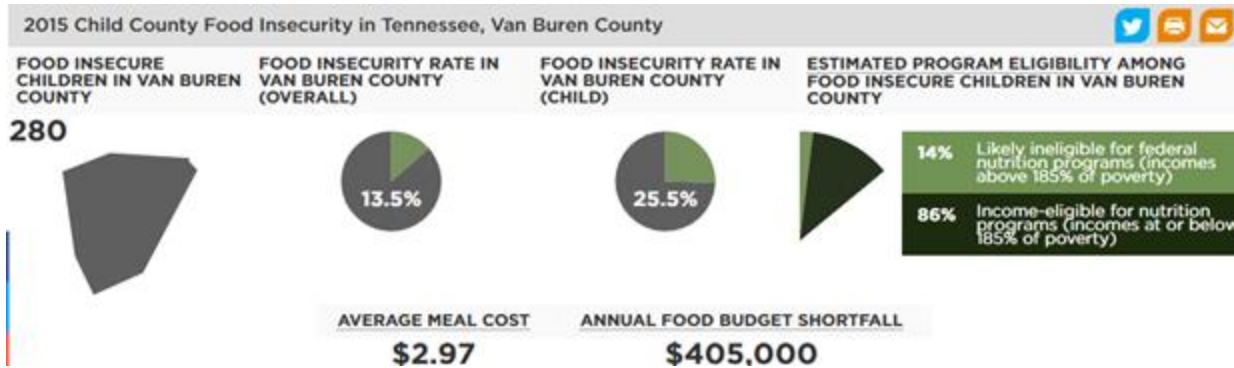 2015 Child County Food Insecurity in Tennessee, Van Buren County
FOOD INSECURE
CHILDREN IN VAN BUREN
COUNTY
280
FOOD INSECURITY RATE IN
VAN BUREN COUNTY
(OVERALL)
13.5%
FOOD INSECURITY RATE IN
VAN BUREN COUNTY
(CHILD)
25.5%
ESTIMATED PROGRAM ELIGIBILITY AMONG
FOOD INSECURE CHILDREN IN VAN BUREN
COUNTY
14% Likely ineligible for federal
nutrition programs (incomes
above 185% of poverty)
86% Income-eligible for nutrition
programs (incomes at or below
185% of poverty)
AVERAGE MEAL COST
$2.97
ANNUAL FOOD BUDGET SHORTFALL
$405,000